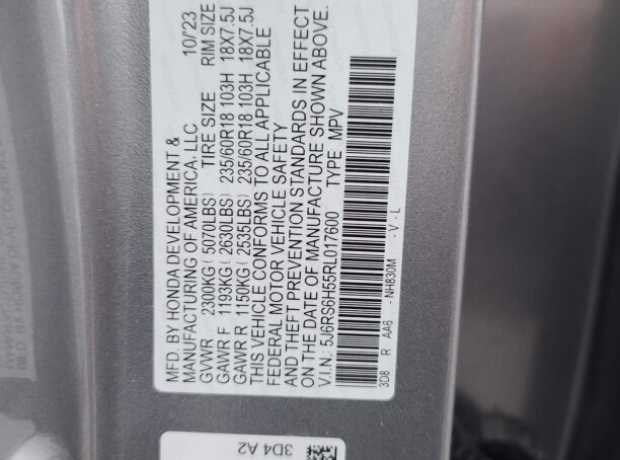 MFD. BY HONDA DEVELOPMENT &
MANUFACTURING OF AMERICA, LLC. 10/'23
GVWR 2300KG ( 5070LBS) TIRE SIZE RIM SIZE
GAWR F 1193KG ( 2630LBS) 235/60R18 103H 18X7.5J
GAWR R 1150KG ( 2535LBS) 235/60R18 103H 18X7.5J
THIS VEHICLE CONFORMS TO ALL APPLICABLE
FEDERAL MOTOR VEHICLE SAFETY
AND THEFT PREVENTION STANDARDS IN EFFECT
ON THE DATE OF MANUFACTURE SHOWN ABOVE.
V.I.N.: 5J6RS6H55RL017600 TYPE MPV
3D8 R AA6 - NH830M - V - L
3D4 A2